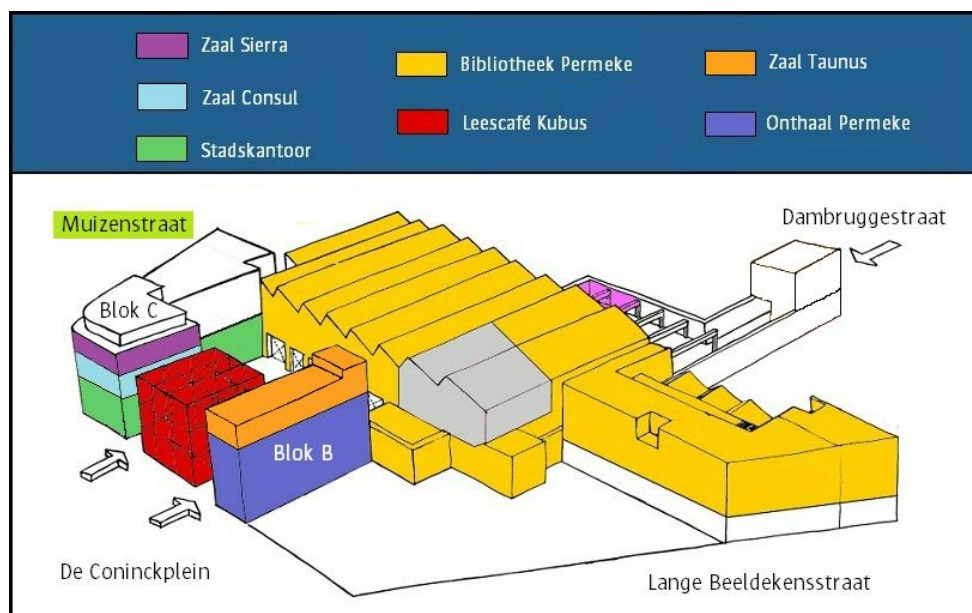 Zaal Sierra
Zaal Consul
Stadskantoor
Bibliotheek Permeke
Leescafé Kubus
Zaal Taunus
Onthaal Permeke
Muizenstraat
Dambruggestraat
Blok C
Blok B
De Coninckplein
Lange Beeldekensstraat